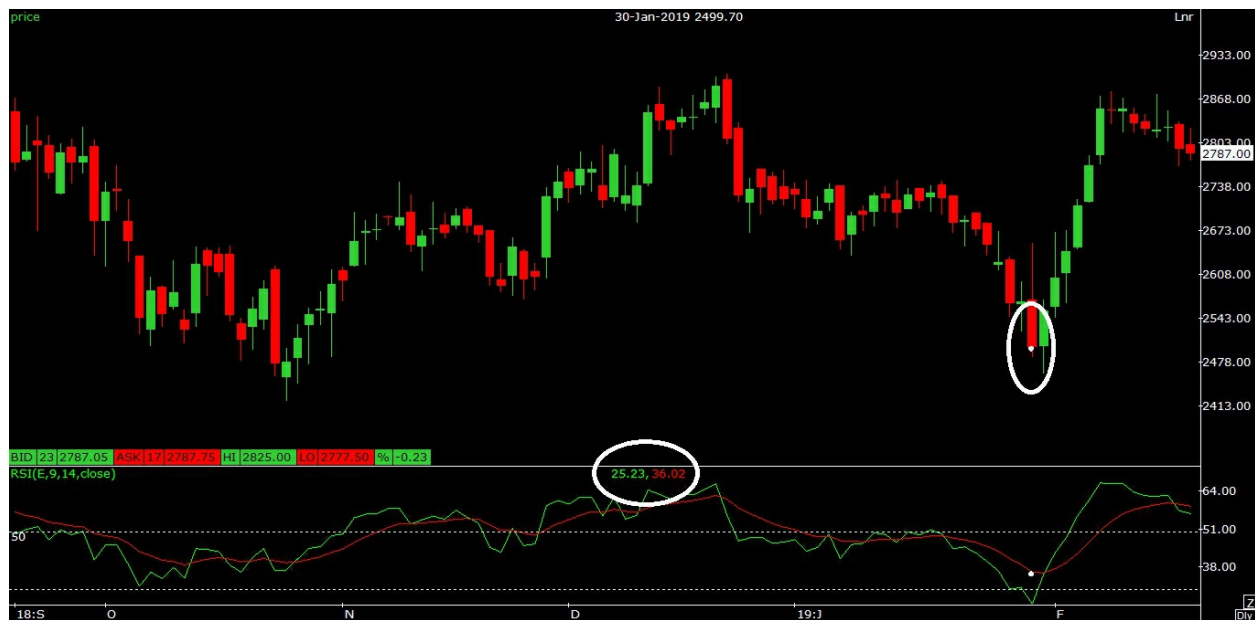 price 30-Jan-2019 2499.70 Lnr
2933.00
2868.00
2803.00
2787.00
2738.00
2673.00
2608.00
2543.00
2478.00
2413.00
BID 23 2787.05 ASK 17 2787.75 HI 2825.00 LO 2777.50 % -0.23
RSI(E,9,14,close) 25.23, 36.02
64.00
50 51.00
38.00
18:S O N D 19:J F Z
Dly